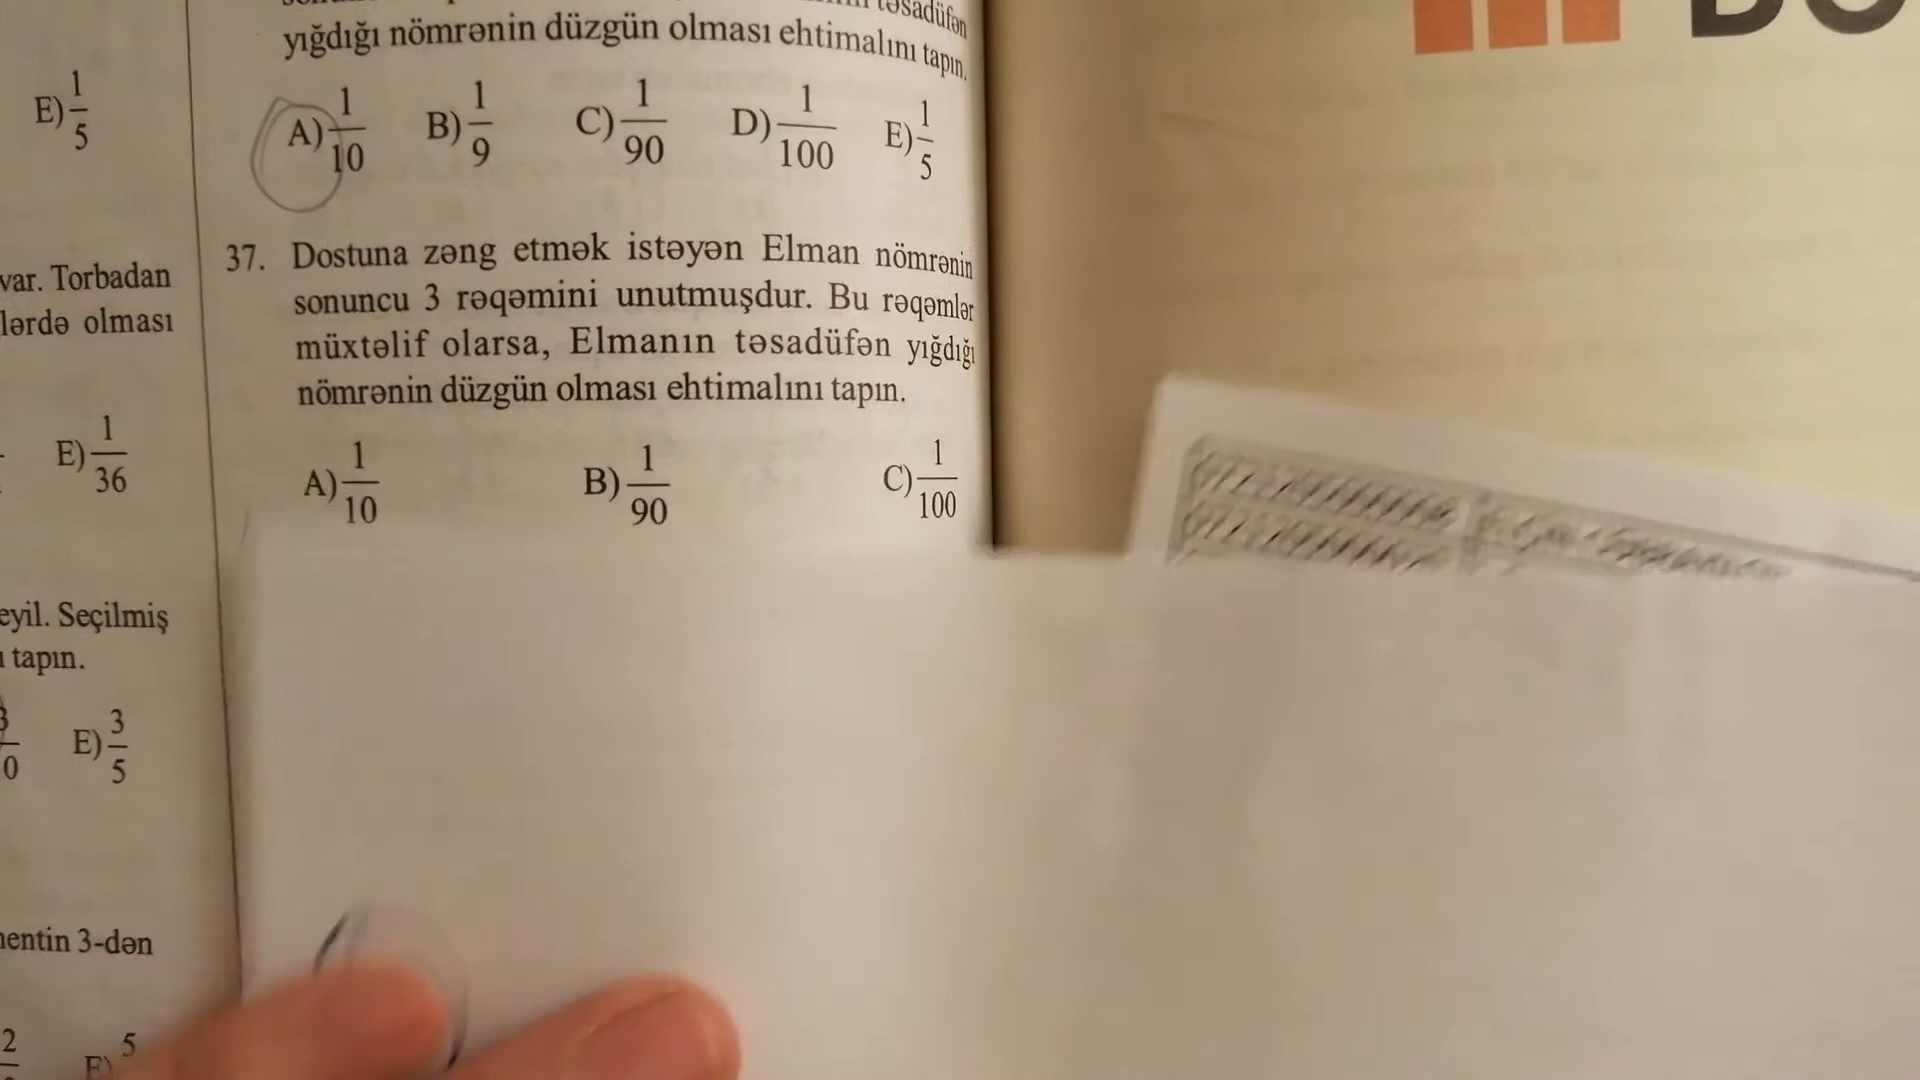 E) 1/5
var. Torbadan
lərdə olması
E) 1/36
eyil. Seçilmiş
tapın.
E) 3/5
3-dən
təsadüfən
yığdığı nömrənin düzgün olması ehtimalını tapın.
A) 1/10 B) 1/9 C) 1/90 D) 1/100 E) 1/5
37. Dostuna zəng etmək istəyən Elman nömrənin
sonuncu 3 rəqəmini unutmuşdur. Bu rəqəmlər
müxtəlif olarsa, Elmanın təsadüfən yığdığı
nömrənin düzgün olması ehtimalını tapın.
A) 1/10 B) 1/90 C) 1/100